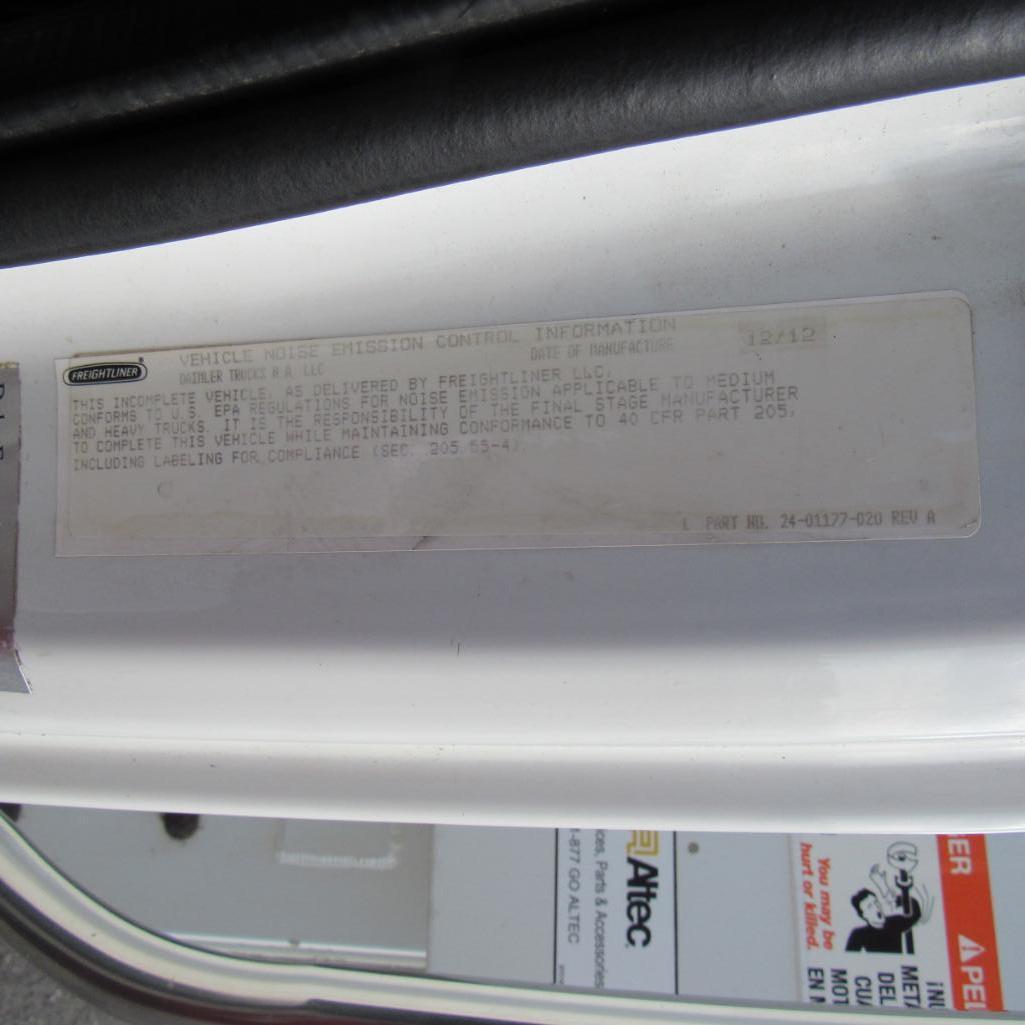 FREIGHTLINER
VEHICLE NOISE EMISSION CONTROL INFORMATION
12/12
DAIMLER TRUCKS N.A. LLC DATE OF MANUFACTURE
THIS INCOMPLETE VEHICLE, AS DELIVERED BY FREIGHTLINER LLC,
CONFORMS TO U.S. EPA REGULATIONS FOR NOISE EMISSION APPLICABLE TO MEDIUM
AND HEAVY TRUCKS. IT IS THE RESPONSIBILITY OF THE FINAL STAGE MANUFACTURER
TO COMPLETE THIS VEHICLE WHILE MAINTAINING CONFORMANCE TO 40 CFR PART 205,
INCLUDING LABELING FOR COMPLIANCE (SEC. 205.55-4).
L PART NO. 24-01177-020 REV A
Altec
Parts & Accessories
1-877 GO ALTEC
You may be
hurt or killed.